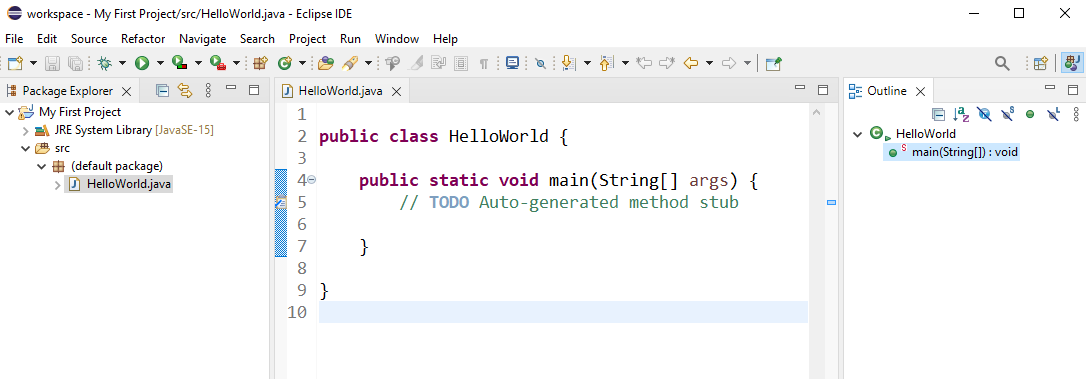 workspace - My First Project/src/HelloWorld.java - Eclipse IDE
File Edit Source Refactor Navigate Search Project Run Window Help
Package Explorer
My First Project
JRE System Library [JavaSE-15]
src
(default package)
HelloWorld.java
HelloWorld.java
1
2 public class HelloWorld {
3
4 public static void main(String[] args) {
5 // TODO Auto-generated method stub
6
7 }
8
9 }
10
Outline
HelloWorld
main(String[]) : void